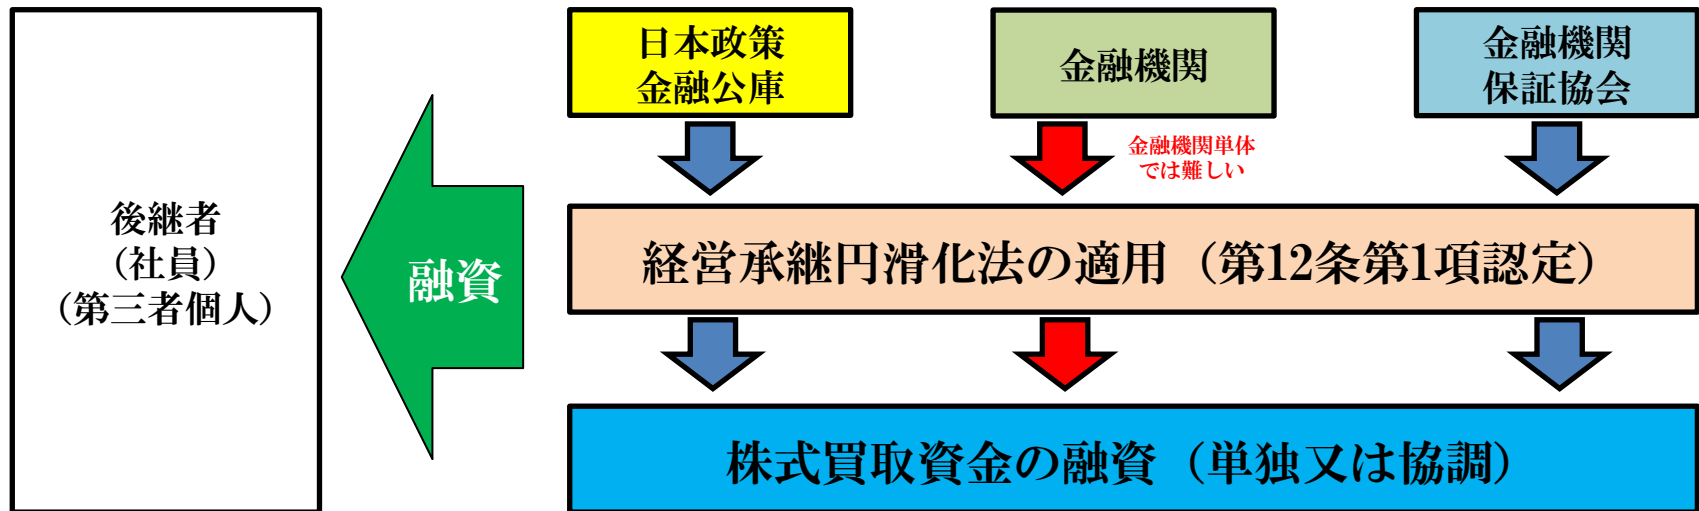 後継者
（社員）
（第三者個人）
融資
日本政策
金融公庫
金融機関
金融機関
保証協会
金融機関単体
では難しい
経営承継円滑化法の適用（第12条第1項認定）
株式買取資金の融資（単独又は協調）